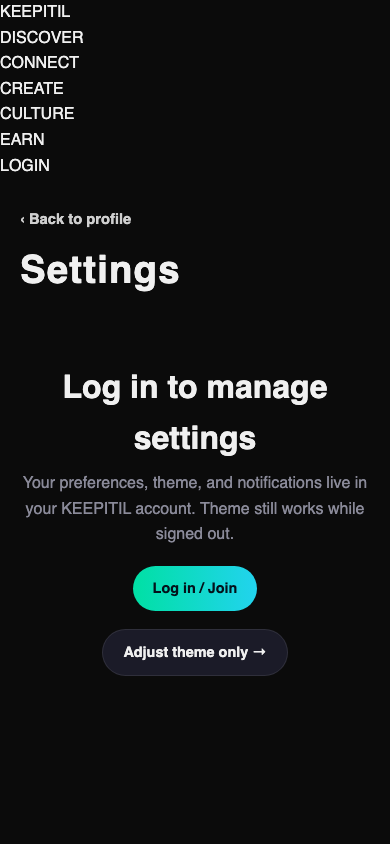 KEEPITIL
DISCOVER
CONNECT
CREATE
CULTURE
EARN
LOGIN
‹ Back to profile
Settings
Log in to manage
settings
Your preferences, theme, and notifications live in
your KEEPITIL account. Theme still works while
signed out.
Log in / Join
Adjust theme only →